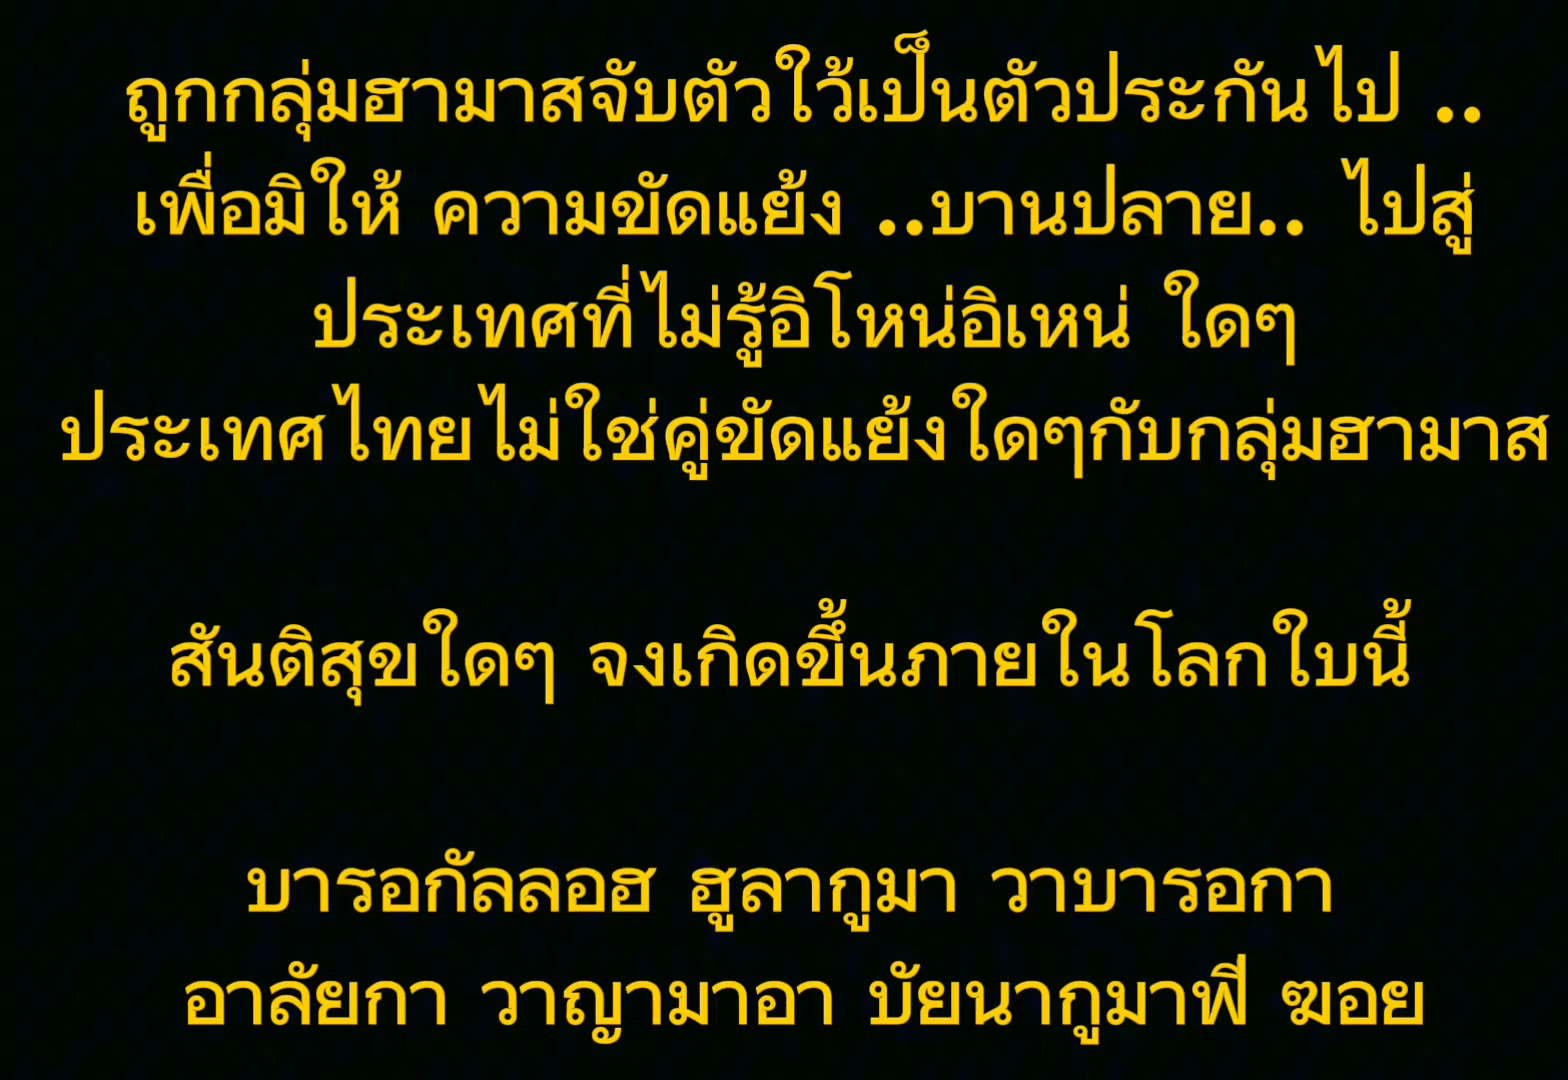 ถูกกลุ่มฮามาสจับตัวใว้เป็นตัวประกันไป ..
เพื่อมิให้ ความขัดแย้ง ..บานปลาย.. ไปสู่
ประเทศที่ไม่รู้อิโหน่อิเหน่ ใดๆ
ประเทศไทยไม่ใช่คู่ขัดแย้งใดๆกับกลุ่มฮามาส
สันติสุขใดๆ จงเกิดขึ้นภายในโลกใบนี้
บารอกัลลอฮ ฮูลากูมา วาบารอกา
อาลัยกา วาญามาอา บัยนากูมาฟี ฆอย